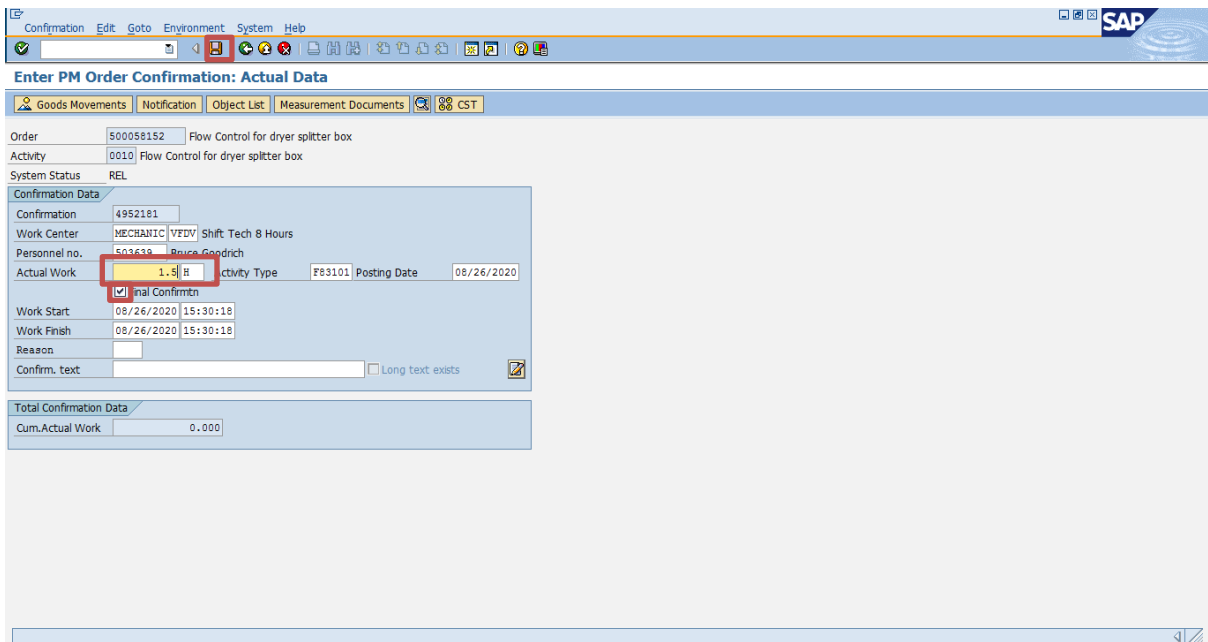 Confirmation Edit Goto Environment System Help
SAP
Enter PM Order Confirmation: Actual Data
Goods Movements Notification Object List Measurement Documents CST
Order 500058152 Flow Control for dryer splitter box
Activity 0010 Flow Control for dryer splitter box
System Status REL
Confirmation Data
Confirmation 4952181
Work Center MECHANIC VFDV Shift Tech 8 Hours
Personnel no. 503639 Bruce Goodrich
Actual Work 1.5 H ctivity Type F83101 Posting Date 08/26/2020
inal Confirmtn
Work Start 08/26/2020 15:30:18
Work Finish 08/26/2020 15:30:18
Reason
Confirm. text Long text exists
Total Confirmation Data
Cum.Actual Work 0.000